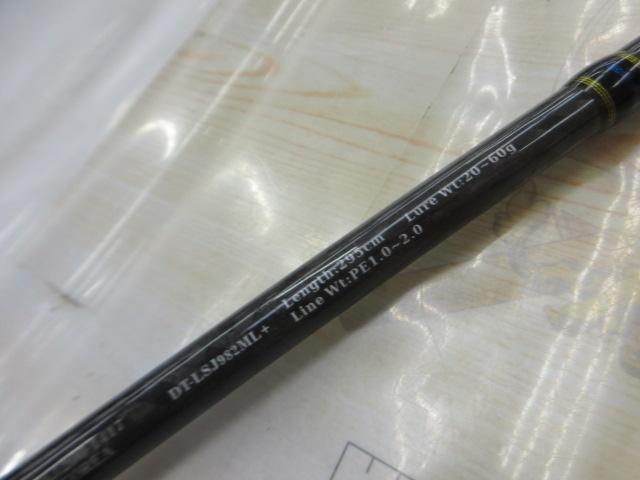 DT-LSJ982ML+
Length:295cm Lure Wt:20~60g
Line Wt:PE1.0~2.0